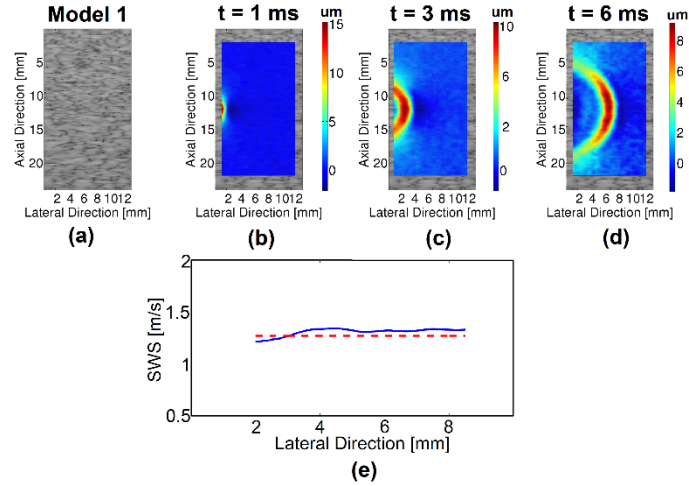 Model 1
t = 1 ms
um
t = 3 ms
um
t = 6 ms
um
Axial Direction [mm]
5
10
15
20
2 4 6 8 1012
Lateral Direction [mm]
(a)
Axial Direction [mm]
5
10
15
20
2 4 6 8 1012
Lateral Direction [mm]
(b)
15
10
5
0
Axial Direction [mm]
5
10
15
20
2 4 6 8 1012
Lateral Direction [mm]
(c)
10
8
6
4
2
0
Axial Direction [mm]
5
10
15
20
2 4 6 8 1012
Lateral Direction [mm]
(d)
8
6
4
2
0
SWS [m/s]
2
1.5
1
0.5
2 4 6 8
Lateral Direction [mm]
(e)